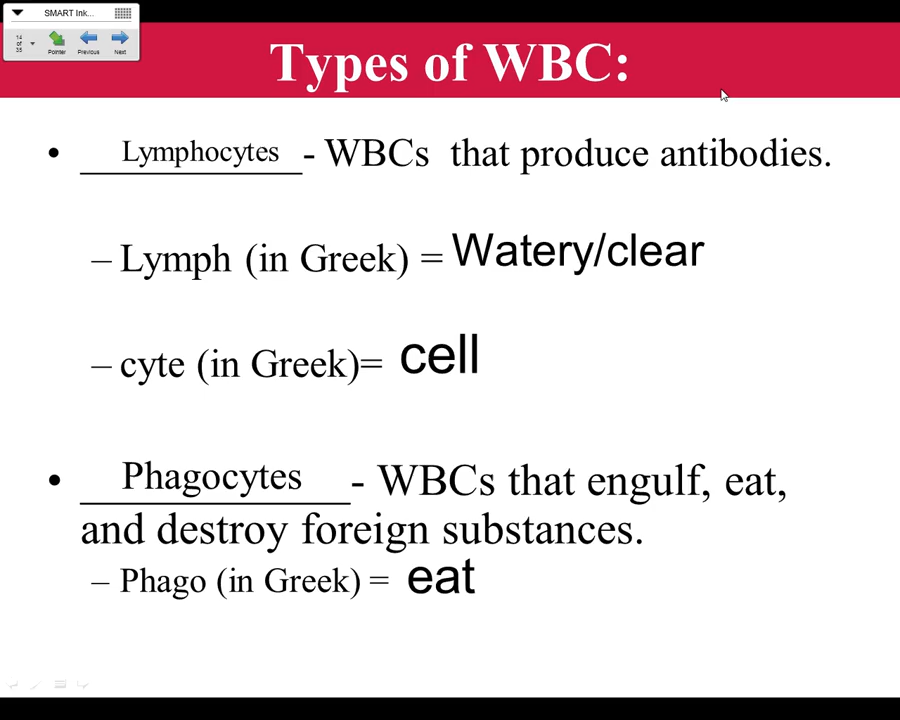 SMART Ink...
14
of
35
Pointer
Previous
Next
Types of WBC:
• Lymphocytes - WBCs that produce antibodies.
– Lymph (in Greek) = Watery/clear
– cyte (in Greek)= cell
• Phagocytes - WBCs that engulf, eat,
and destroy foreign substances.
– Phago (in Greek) = eat